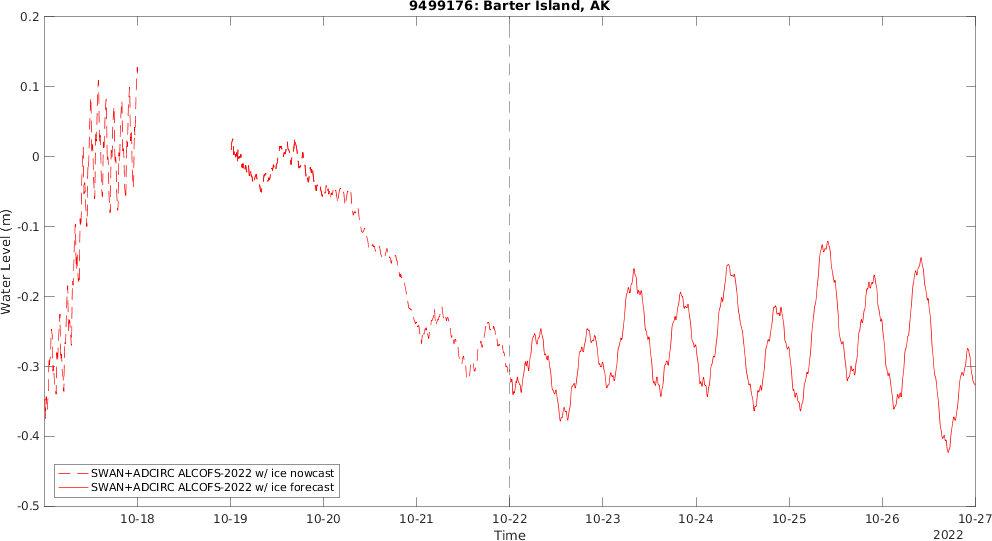 9499176: Barter Island, AK
0.2
0.1
0
-0.1
-0.2
-0.3
-0.4
-0.5
Water Level (m)
SWAN+ADCIRC ALCOFS-2022 w/ ice nowcast
SWAN+ADCIRC ALCOFS-2022 w/ ice forecast
10-18 10-19 10-20 10-21 10-22 10-23 10-24 10-25 10-26 10-27
Time
2022